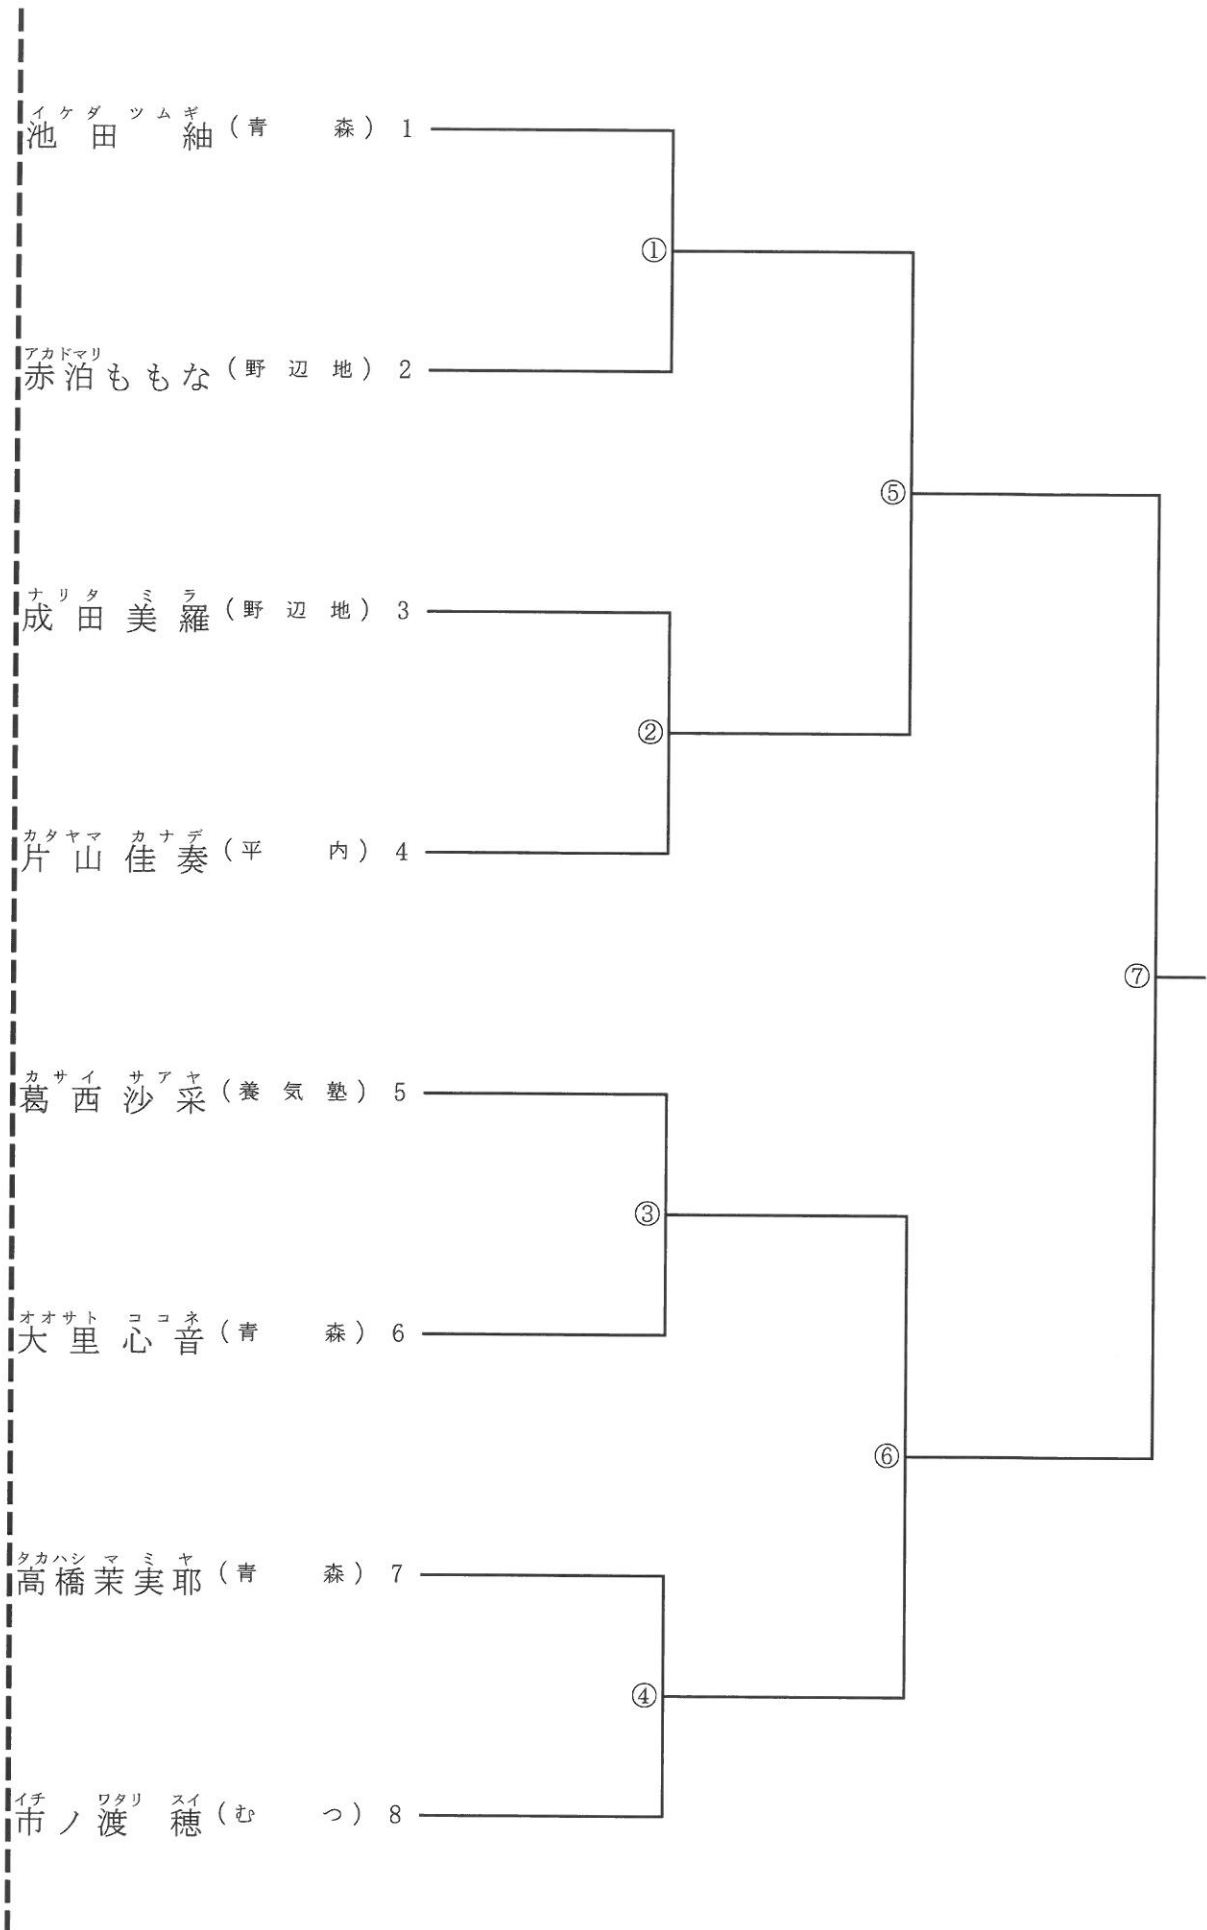 イケダ ツムギ
池田 紬 (青 森) 1
①
アカドマリ
赤泊ももな (野辺地) 2
⑤
ナリタ ミラ
成田美羅 (野辺地) 3
②
カタヤマ カナデ
片山佳奏 (平 内) 4
⑦
カサイ サアヤ
葛西沙采 (養気塾) 5
③
オオサト ココネ
大里心音 (青 森) 6
⑥
タカハシ マミヤ
高橋茉実耶 (青 森) 7
④
イチ ワタリ スイ
市ノ渡 穂 (む つ) 8